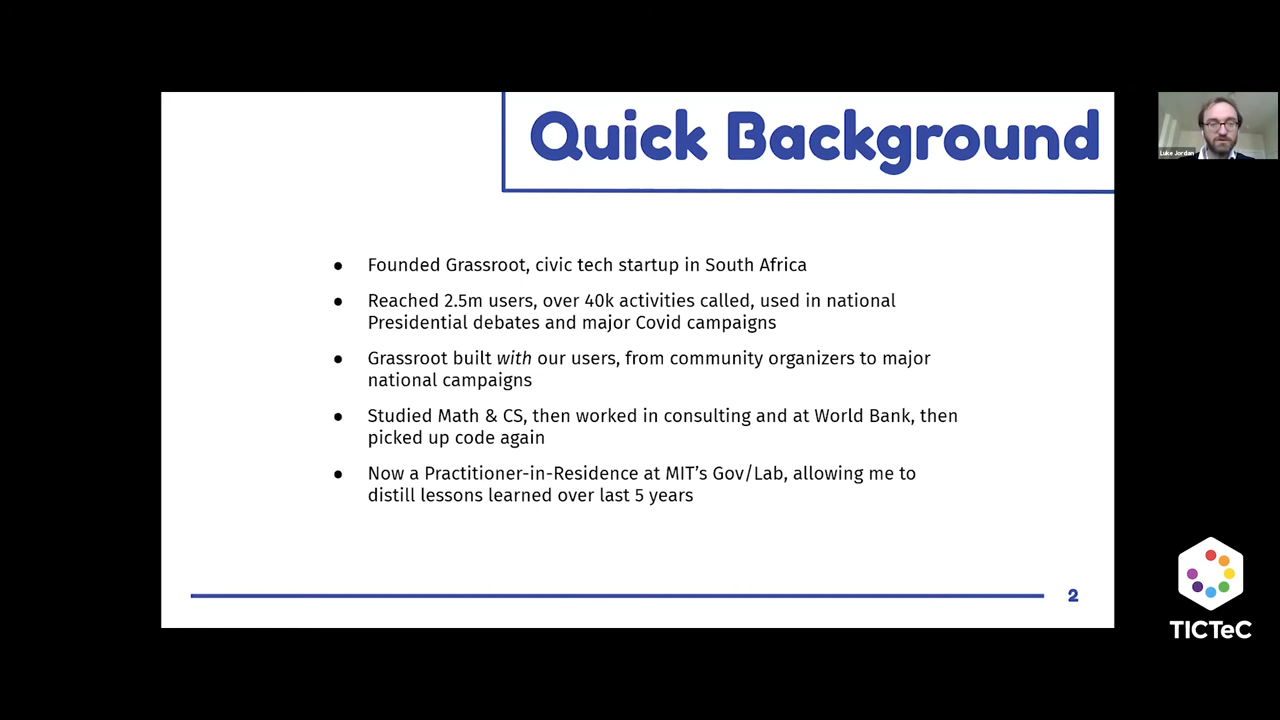 Quick Background
● Founded Grassroot, civic tech startup in South Africa
● Reached 2.5m users, over 40k activities called, used in national
Presidential debates and major Covid campaigns
● Grassroot built with our users, from community organizers to major
national campaigns
● Studied Math & CS, then worked in consulting and at World Bank, then
picked up code again
● Now a Practitioner-in-Residence at MIT's Gov/Lab, allowing me to
distill lessons learned over last 5 years
2
Luke Jordan
TICTeC